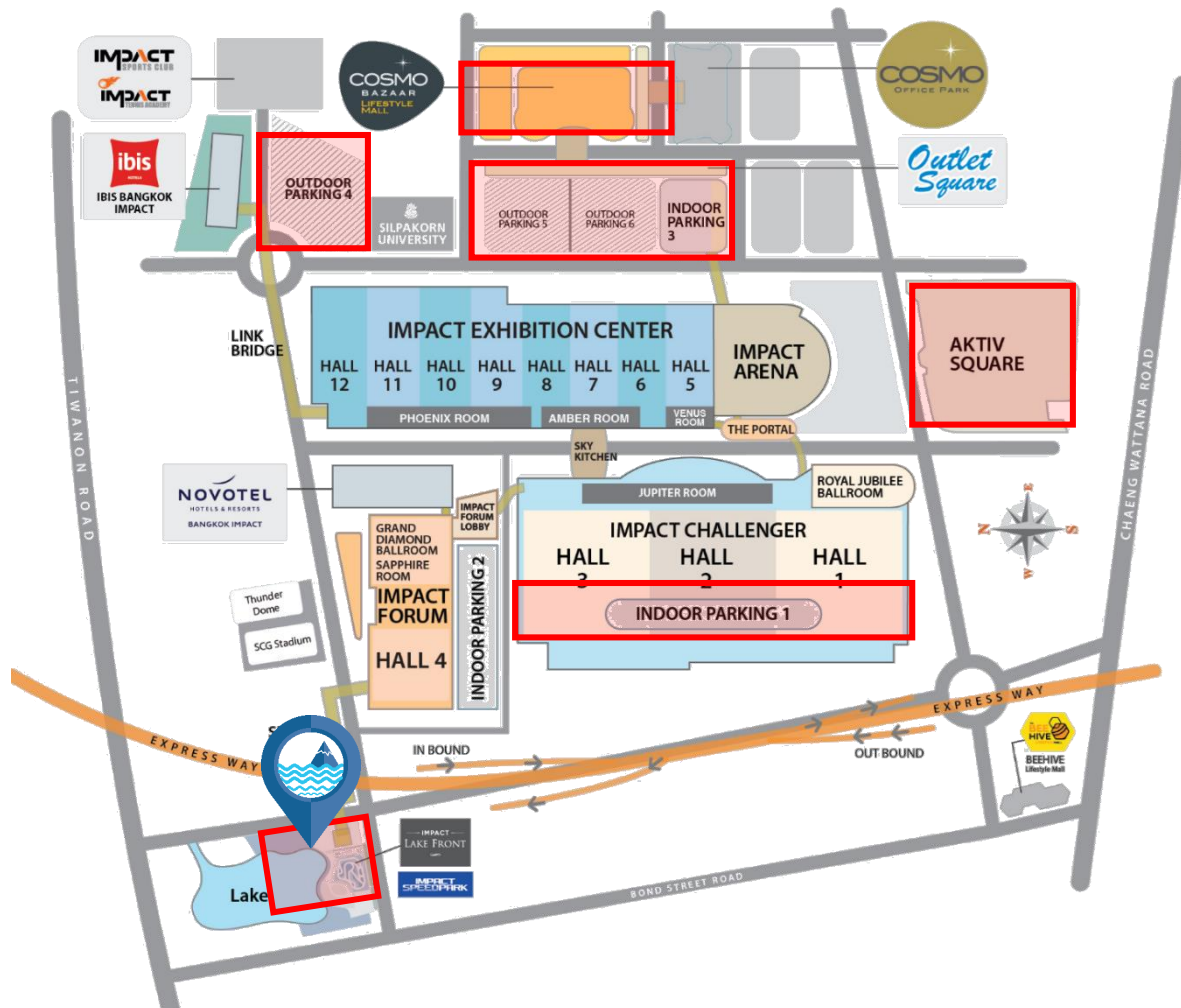 IMPACT
SPORTS CLUB
IMPACT
TENNIS ACADEMY
COSMO
BAZAAR
LIFESTYLE
MALL
COSMO
OFFICE PARK
ibis
HOTELS
IBIS BANGKOK
IMPACT
OUTDOOR
PARKING 4
SILPAKORN
UNIVERSITY
OUTDOOR
PARKING 5
OUTDOOR
PARKING 6
INDOOR
PARKING
3
Outlet
Square
LINK
BRIDGE
IMPACT EXHIBITION CENTER
HALL
12
HALL
11
HALL
10
HALL
9
HALL
8
HALL
7
HALL
6
HALL
5
PHOENIX ROOM
AMBER ROOM
VENUS
ROOM
IMPACT
ARENA
AKTIV
SQUARE
THE PORTAL
SKY
KITCHEN
TIWANON ROAD
CHAENG WATTANA ROAD
NOVOTEL
HOTELS & RESORTS
BANGKOK IMPACT
IMPACT
FORUM
LOBBY
JUPITER ROOM
ROYAL JUBILEE
BALLROOM
GRAND
DIAMOND
BALLROOM
SAPPHIRE
ROOM
IMPACT
FORUM
HALL 4
INDOOR PARKING 2
IMPACT CHALLENGER
HALL
3
HALL
2
HALL
1
INDOOR PARKING 1
E
N
S
W
Thunder
Dome
SCG Stadium
EXPRESS WAY
IN BOUND
OUT BOUND
EXPRESS WAY
BEE
HIVE
BEEHIVE
Lifestyle Mall
IMPACT
LAKE FRONT
IMPACT
SPEEDPARK
Lake
BOND STREET ROAD